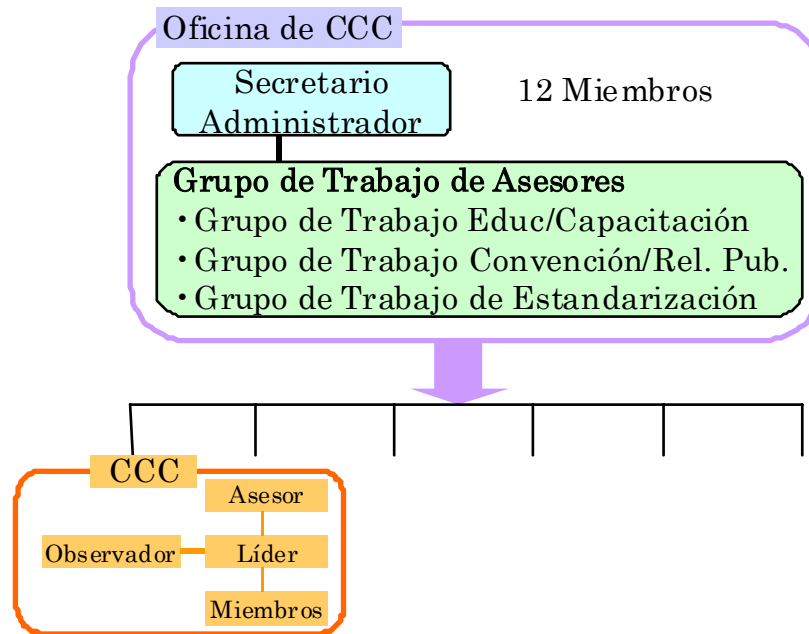 Oficina de CCC
Secretario
Administrador
12 Miembros
Grupo de Trabajo de Asesores
・Grupo de Trabajo Educ/Capacitación
・Grupo de Trabajo Convención/Rel. Pub.
・Grupo de Trabajo de Estandarización
CCC
Asesor
Observador
Líder
Miembros